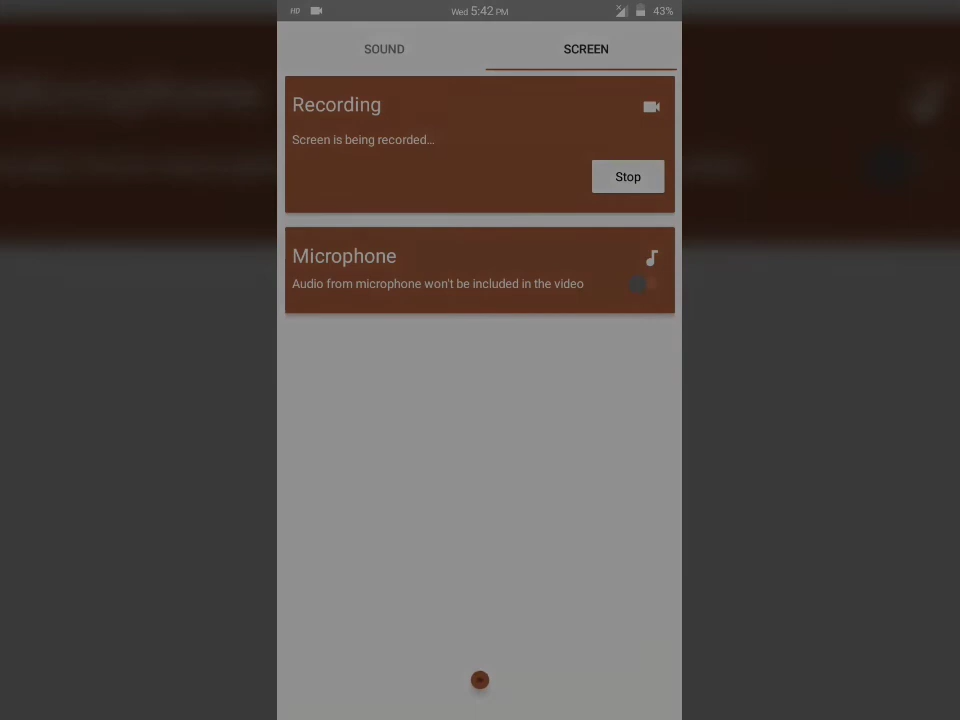 HD
Wed 5:42 PM
43%
SOUND
SCREEN
Recording
Screen is being recorded...
Stop
Microphone
Audio from microphone won't be included in the video